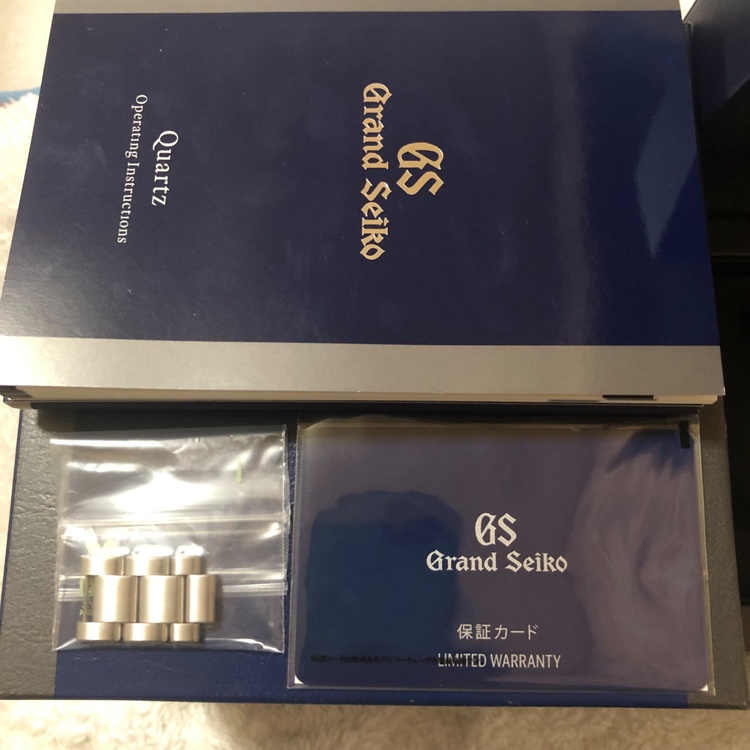 GS
Grand Seiko
Quartz
Operating Instructions
GS
Grand Seiko
保証カード
LIMITED WARRANTY